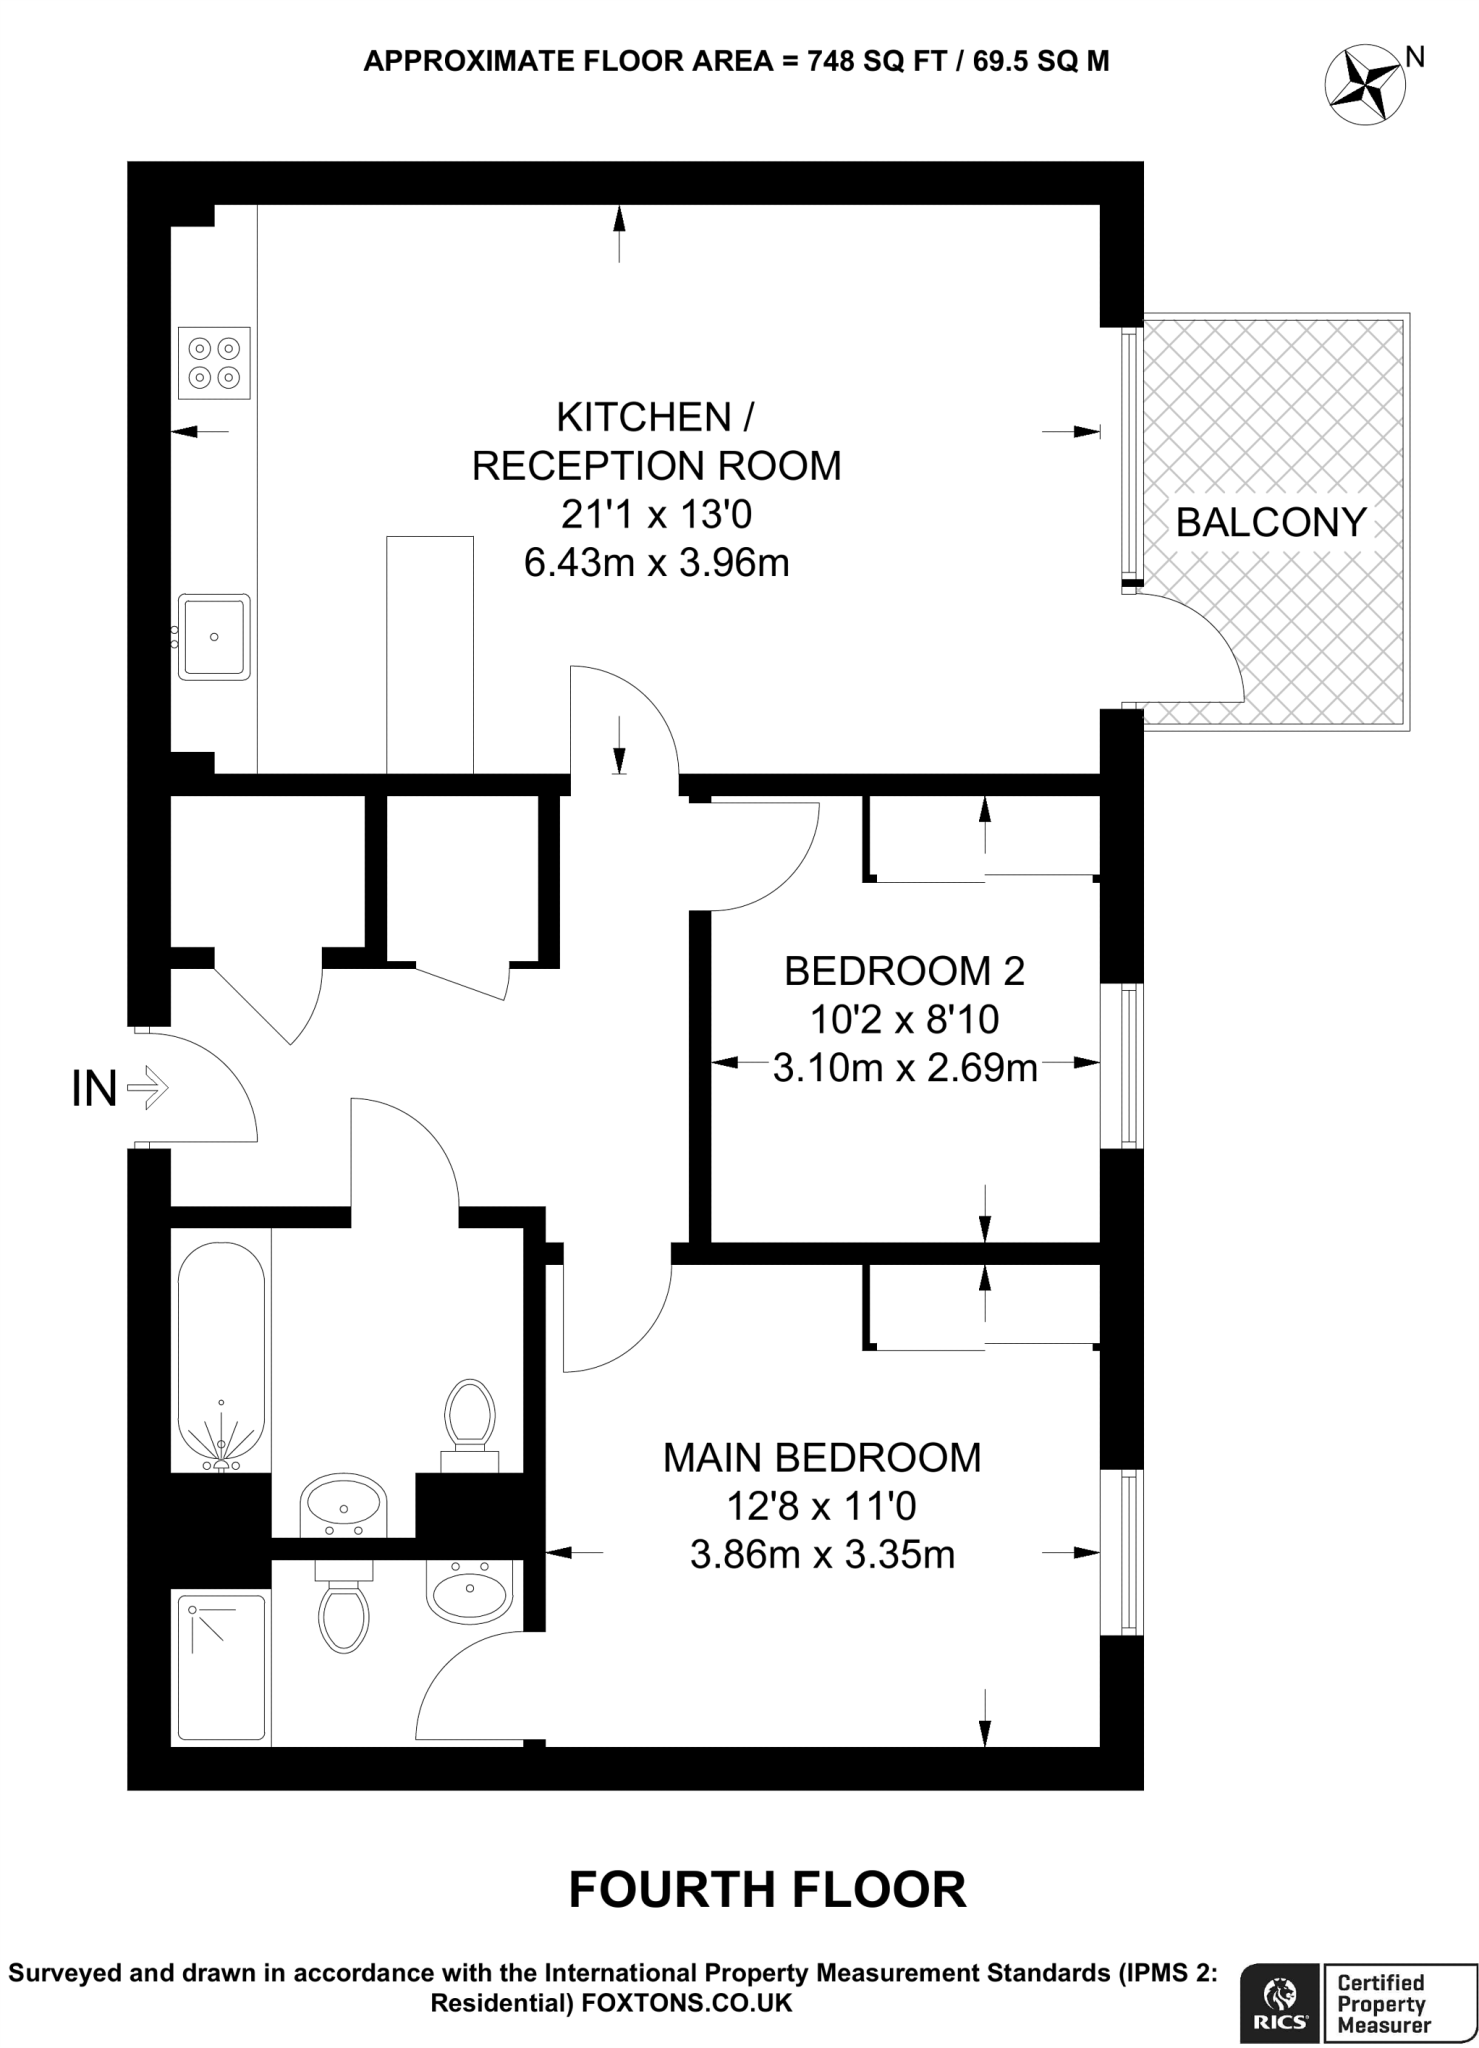 APPROXIMATE FLOOR AREA = 748 SQ FT / 69.5 SQ M
N
KITCHEN /
RECEPTION ROOM
21'1 x 13'0
6.43m x 3.96m
BALCONY
BEDROOM 2
10'2 x 8'10
3.10m x 2.69m
IN
MAIN BEDROOM
12'8 x 11'0
3.86m x 3.35m
FOURTH FLOOR
Surveyed and drawn in accordance with the International Property Measurement Standards (IPMS 2:
Residential) FOXTONS.CO.UK
RICS
Certified
Property
Measurer